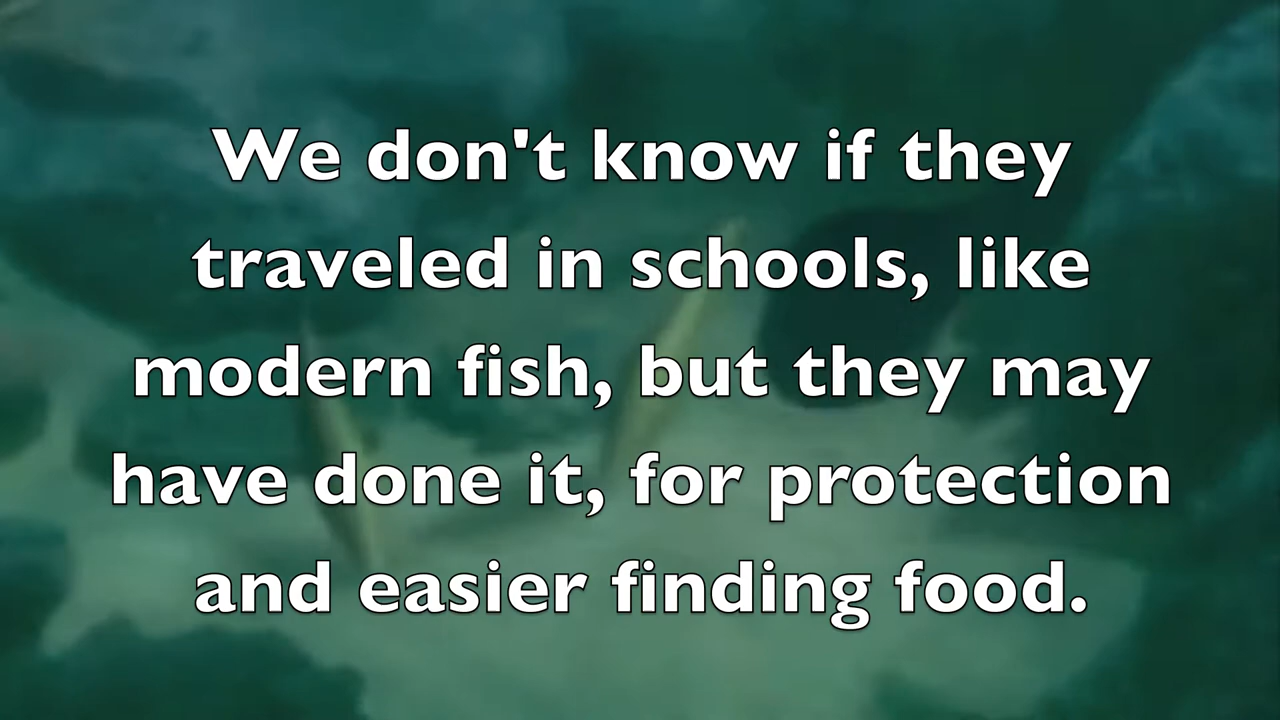 We don't know if they
traveled in schools, like
modern fish, but they may
have done it, for protection
and easier finding food.